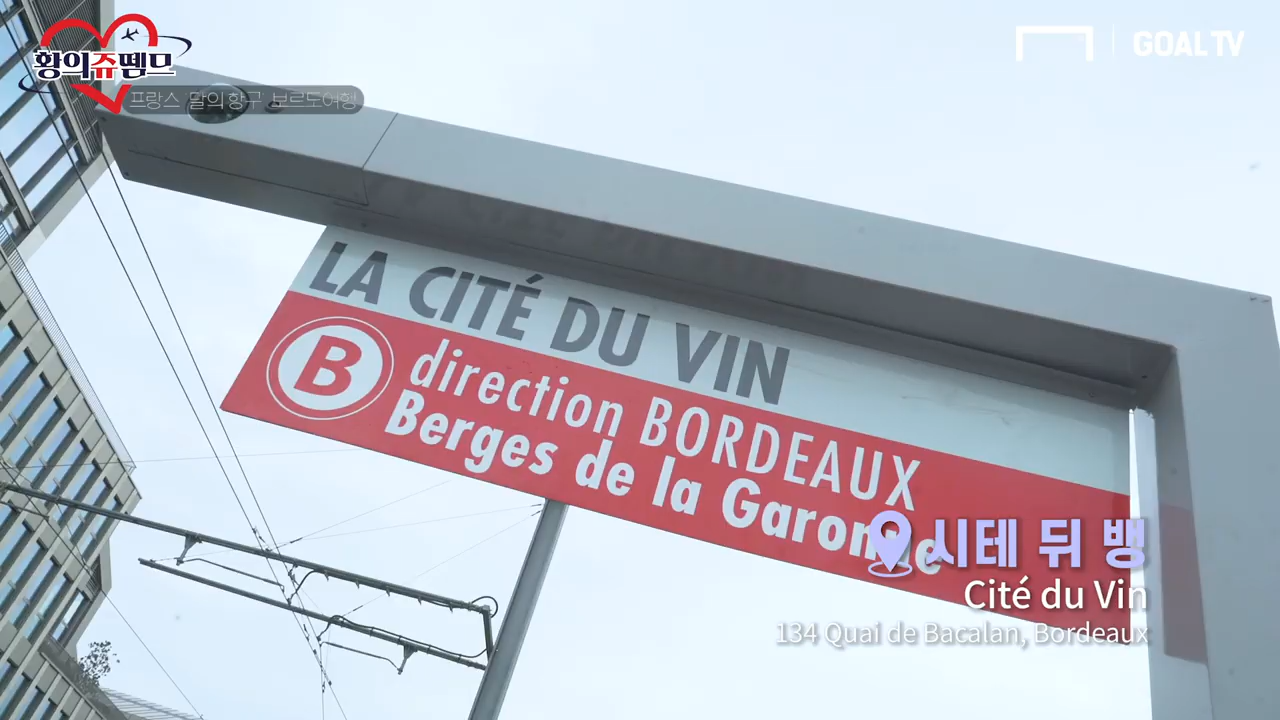 황의쥬뗌므
프랑스 달의 항구 보르도여행
GOAL TV
LA CITÉ DU VIN
B direction BORDEAUX
Berges de la Garonne
시테 뒤 뱅
Cité du Vin
134 Quai de Bacalan, Bordeaux